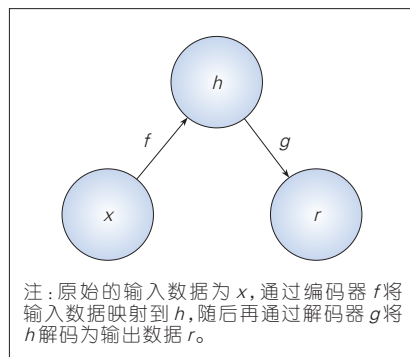 h
f
g
x
r
注:原始的输入数据为 x,通过编码器 f 将
输入数据映射到 h,随后再通过解码器 g 将
h 解码为输出数据 r。